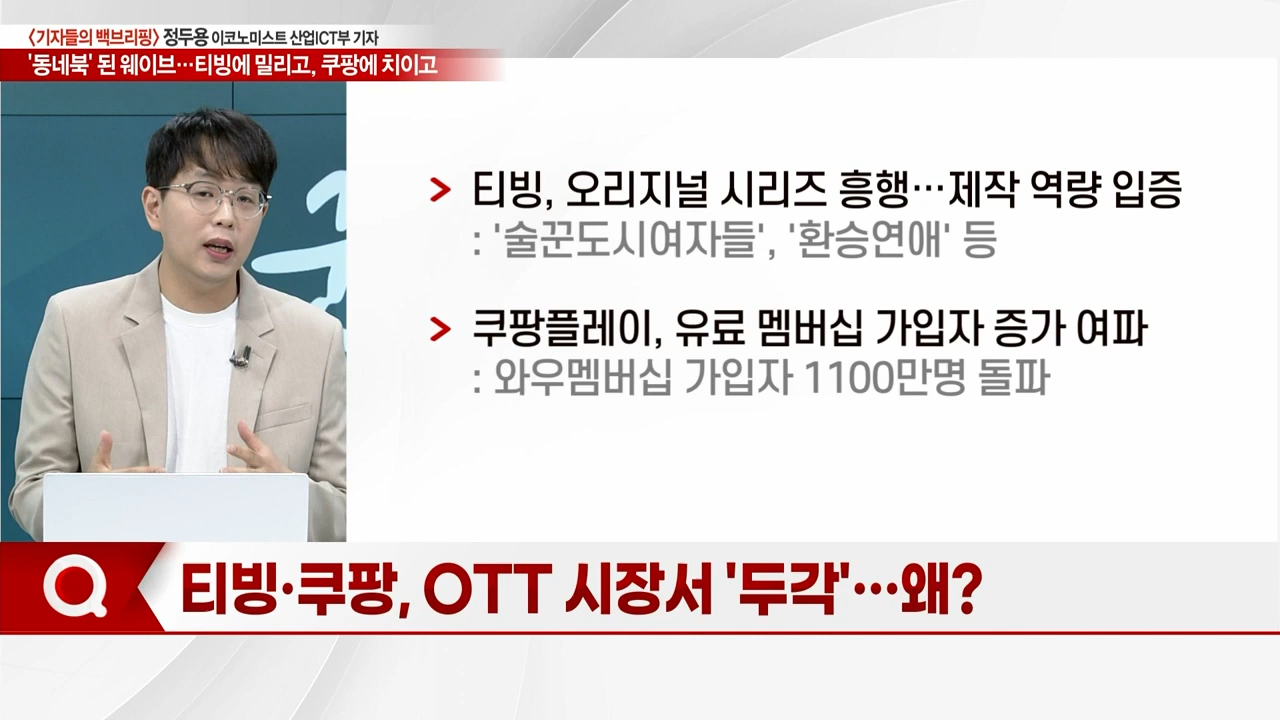 <기자들의 백브리핑> 정두용 이코노미스트 산업ICT부 기자
'동네북' 된 웨이브…티빙에 밀리고, 쿠팡에 치이고
> 티빙, 오리지널 시리즈 흥행…제작 역량 입증
: '술꾼도시여자들', '환승연애' 등
> 쿠팡플레이, 유료 멤버십 가입자 증가 여파
: 와우멤버십 가입자 1100만명 돌파
Q 티빙·쿠팡, OTT 시장서 '두각'…왜?